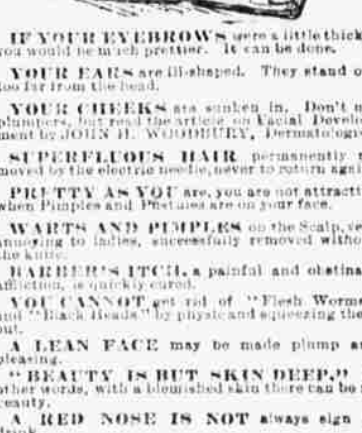 IF YOUR EYEBROWS were a little thick
you would be much prettier. It can be done.
YOUR EARS are ill-shaped. They stand o
too far from the head.
YOUR CHEEKS are sunken in. Don't
plumpers, but read the article on Facial Devel
ment by JOHN H. WOODBURY, Dermatologi
SUPERFLUOUS HAIR permanently
moved by the electric needle, never to return agai
PRETTY AS YOU are, you are not attract
when Pimples and Pustules are on your face.
WARTS AND PIMPLES on the Scalp, ve
annoying to ladies, successfully removed witho
the knife.
BARBER'S ITCH, a painful and obstina
affliction, is quickly cured.
YOU CANNOT get rid of "Flesh Worm
and "Black Heads" by physic and squeezing the
out.
A LEAN FACE may be made plump a
pleasing.
"BEAUTY IS BUT SKIN DEEP,"
other words, with a blemished skin there can be
beauty.
A RED NOSE IS NOT always sign
drink